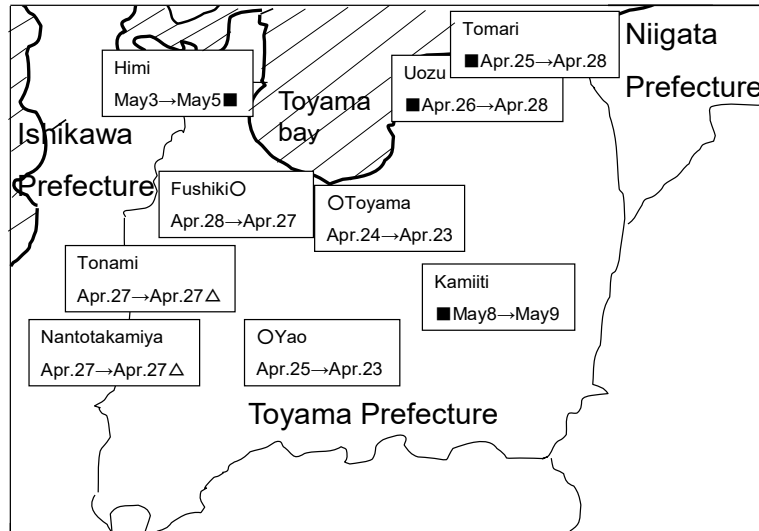 Tomari
■Apr.25→Apr.28
Niigata
Prefecture
Himi
May3→May5■
Uozu
■Apr.26→Apr.28
Toyama
bay
Ishikawa
Prefecture
Fushiki○
Apr.28→Apr.27
○Toyama
Apr.24→Apr.23
Tonami
Apr.27→Apr.27△
Kamiiti
■May8→May9
Nantotakamiya
Apr.27→Apr.27△
○Yao
Apr.25→Apr.23
Toyama Prefecture